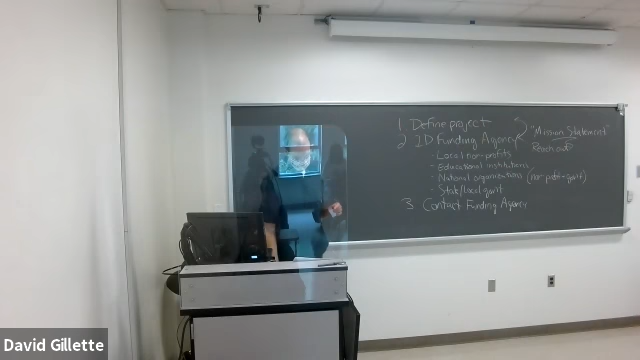 1. Define project
2 ID Funding Agency
"Mission Statement"
Reach out
· Local non-profits
· Educational institutions
· National organizations (non profit + govt)
· State/local govt
3. Contact Funding Agency
David Gillette